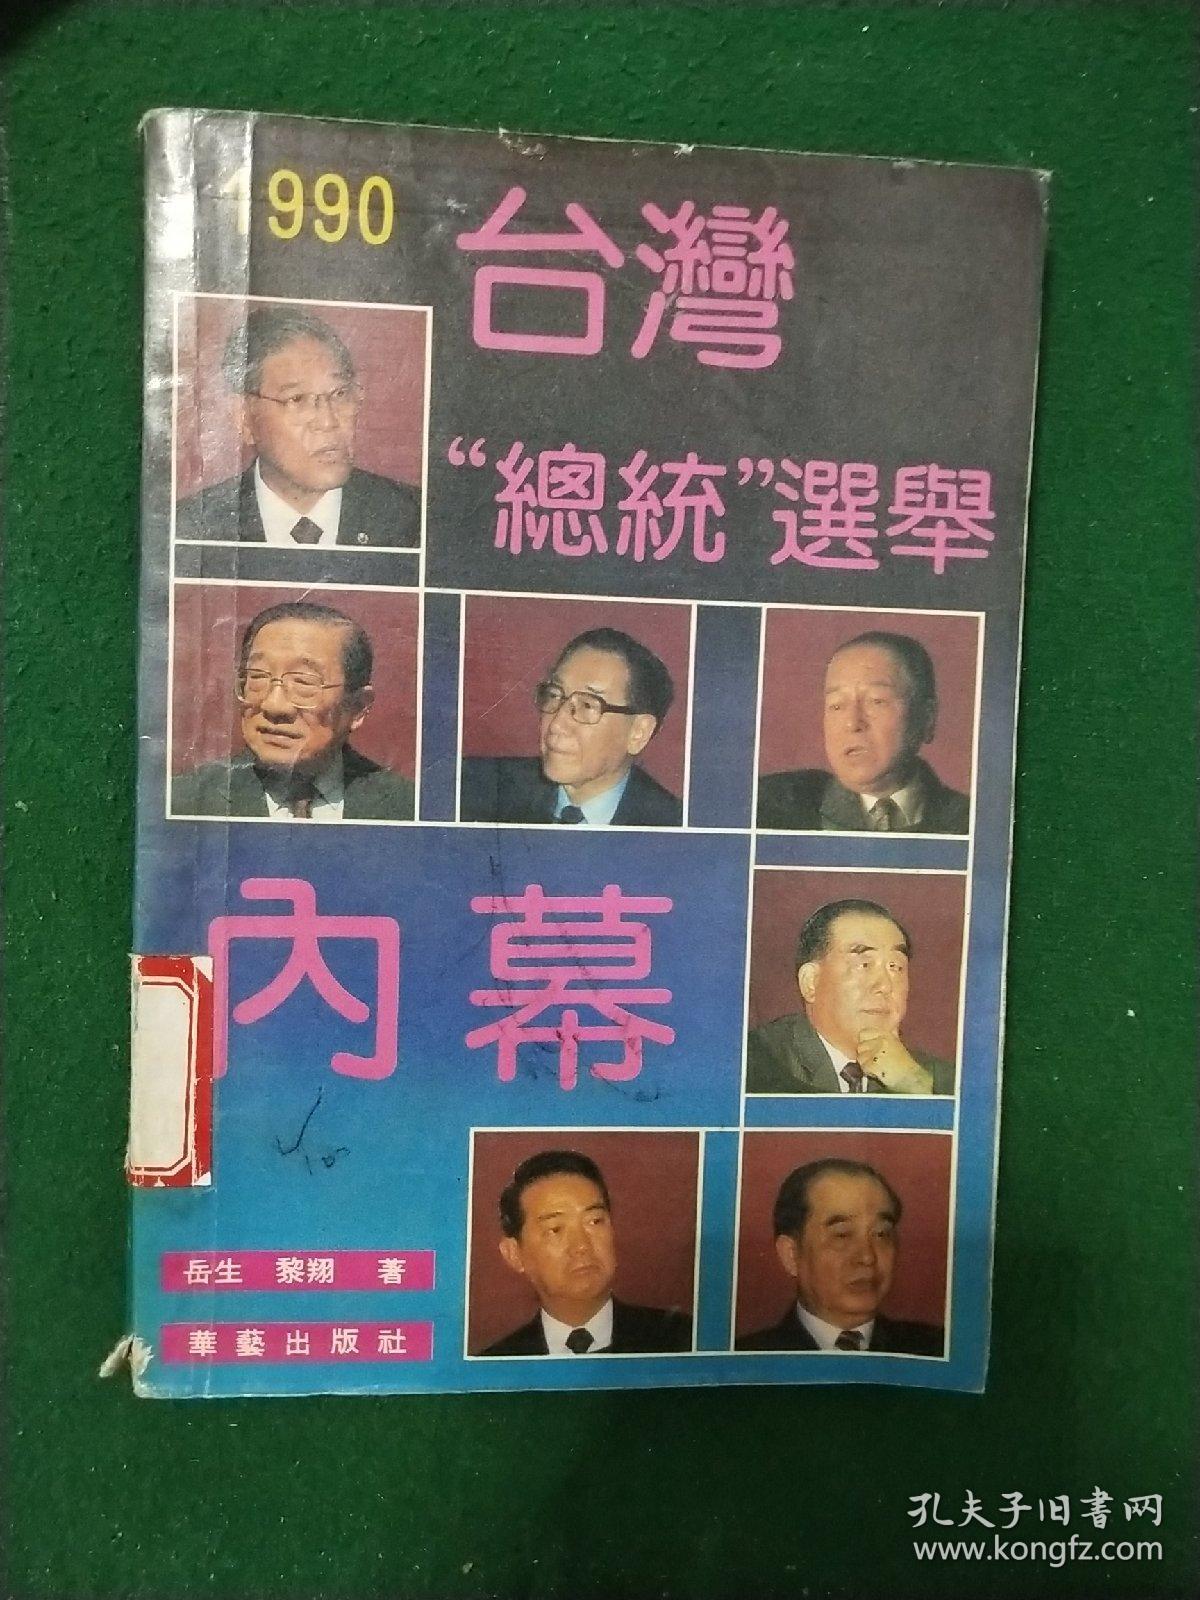 1990
台灣
“總統”選舉
內幕
岳生 黎翔 著
華藝出版社
孔夫子旧書网
www.kongfz.com